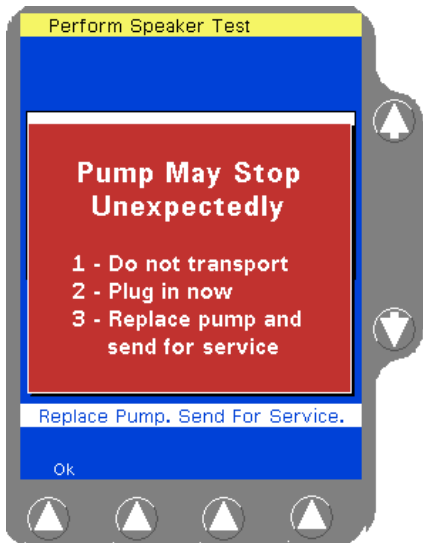 Perform Speaker Test
Pump May Stop
Unexpectedly
1 - Do not transport
2 - Plug in now
3 - Replace pump and
send for service
Replace Pump. Send For Service.
Ok